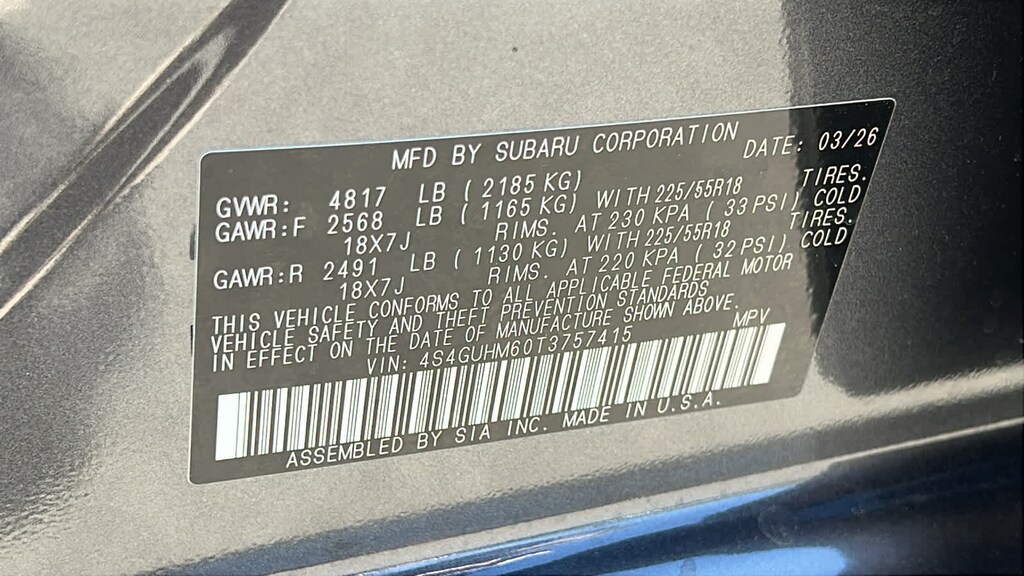 MFD BY SUBARU CORPORATION DATE: 03/26
GVWR: 4817 LB (2185 KG)
GAWR:F 2568 LB (1165 KG) WITH 225/55R18 TIRES.
18X7J RIMS. AT 230 KPA (33 PSI) COLD
GAWR:R 2491 LB (1130 KG) WITH 225/55R18 TIRES.
18X7J RIMS. AT 220 KPA (32 PSI) COLD
THIS VEHICLE CONFORMS TO ALL APPLICABLE FEDERAL MOTOR
VEHICLE SAFETY AND THEFT PREVENTION STANDARDS
IN EFFECT ON THE DATE OF MANUFACTURE SHOWN ABOVE.
VIN: 4S4GUHM60T3757415 MPV
ASSEMBLED BY SIA INC. MADE IN U.S.A.